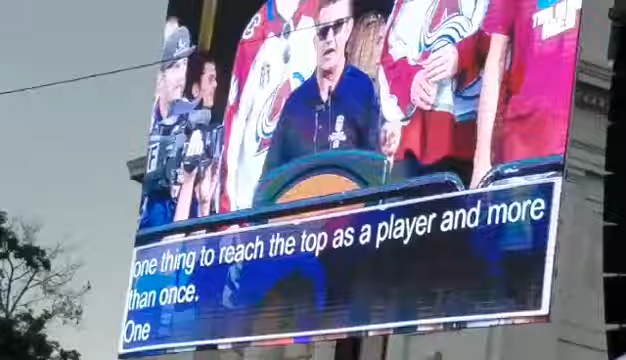 one thing to reach the top as a player and more
than once.
One